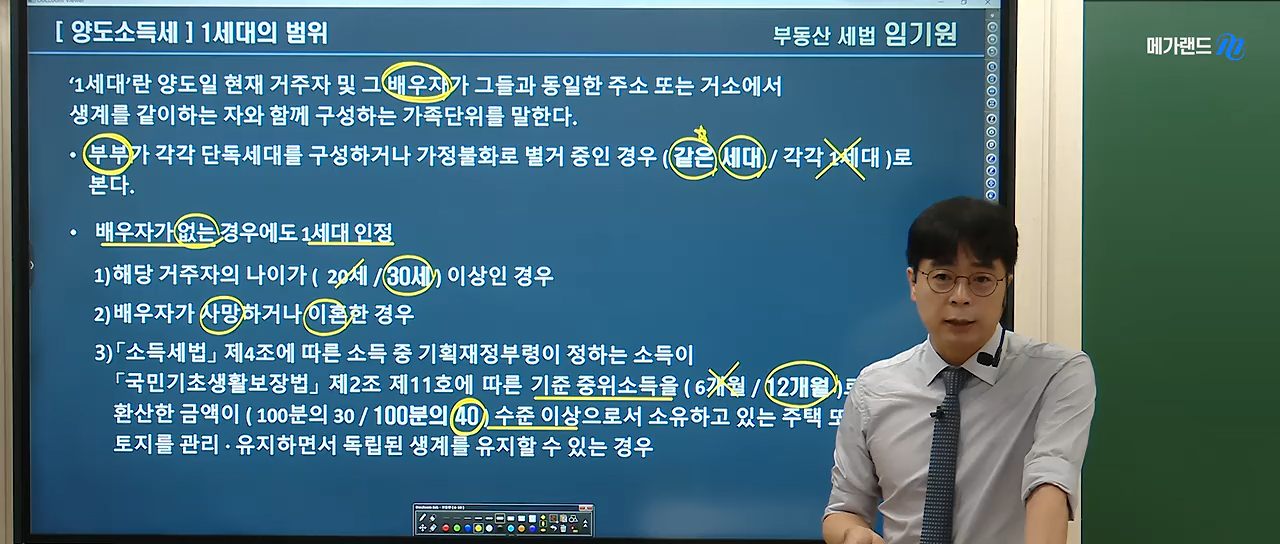 [ 양도소득세 ] 1세대의 범위
부동산 세법 임기원
메가랜드
‘1세대’란 양도일 현재 거주자 및 그 배우자가 그들과 동일한 주소 또는 거소에서
생계를 같이하는 자와 함께 구성하는 가족단위를 말한다.
• 부부가 각각 단독세대를 구성하거나 가정불화로 별거 중인 경우 ( 같은 세대 / 각각 1세대 )로
본다.
• 배우자가 없는 경우에도 1세대 인정
1) 해당 거주자의 나이가 ( 20세 / 30세 ) 이상인 경우
2) 배우자가 사망하거나 이혼한 경우
3) 「소득세법」 제4조에 따른 소득 중 기획재정부령이 정하는 소득이
「국민기초생활보장법」 제2조 제11호에 따른 기준 중위소득을 ( 6개월 / 12개월 )로
환산한 금액이 ( 100분의 30 / 100분의 40 ) 수준 이상으로서 소유하고 있는 주택
토지를 관리 · 유지하면서 독립된 생계를 유지할 수 있는 경우